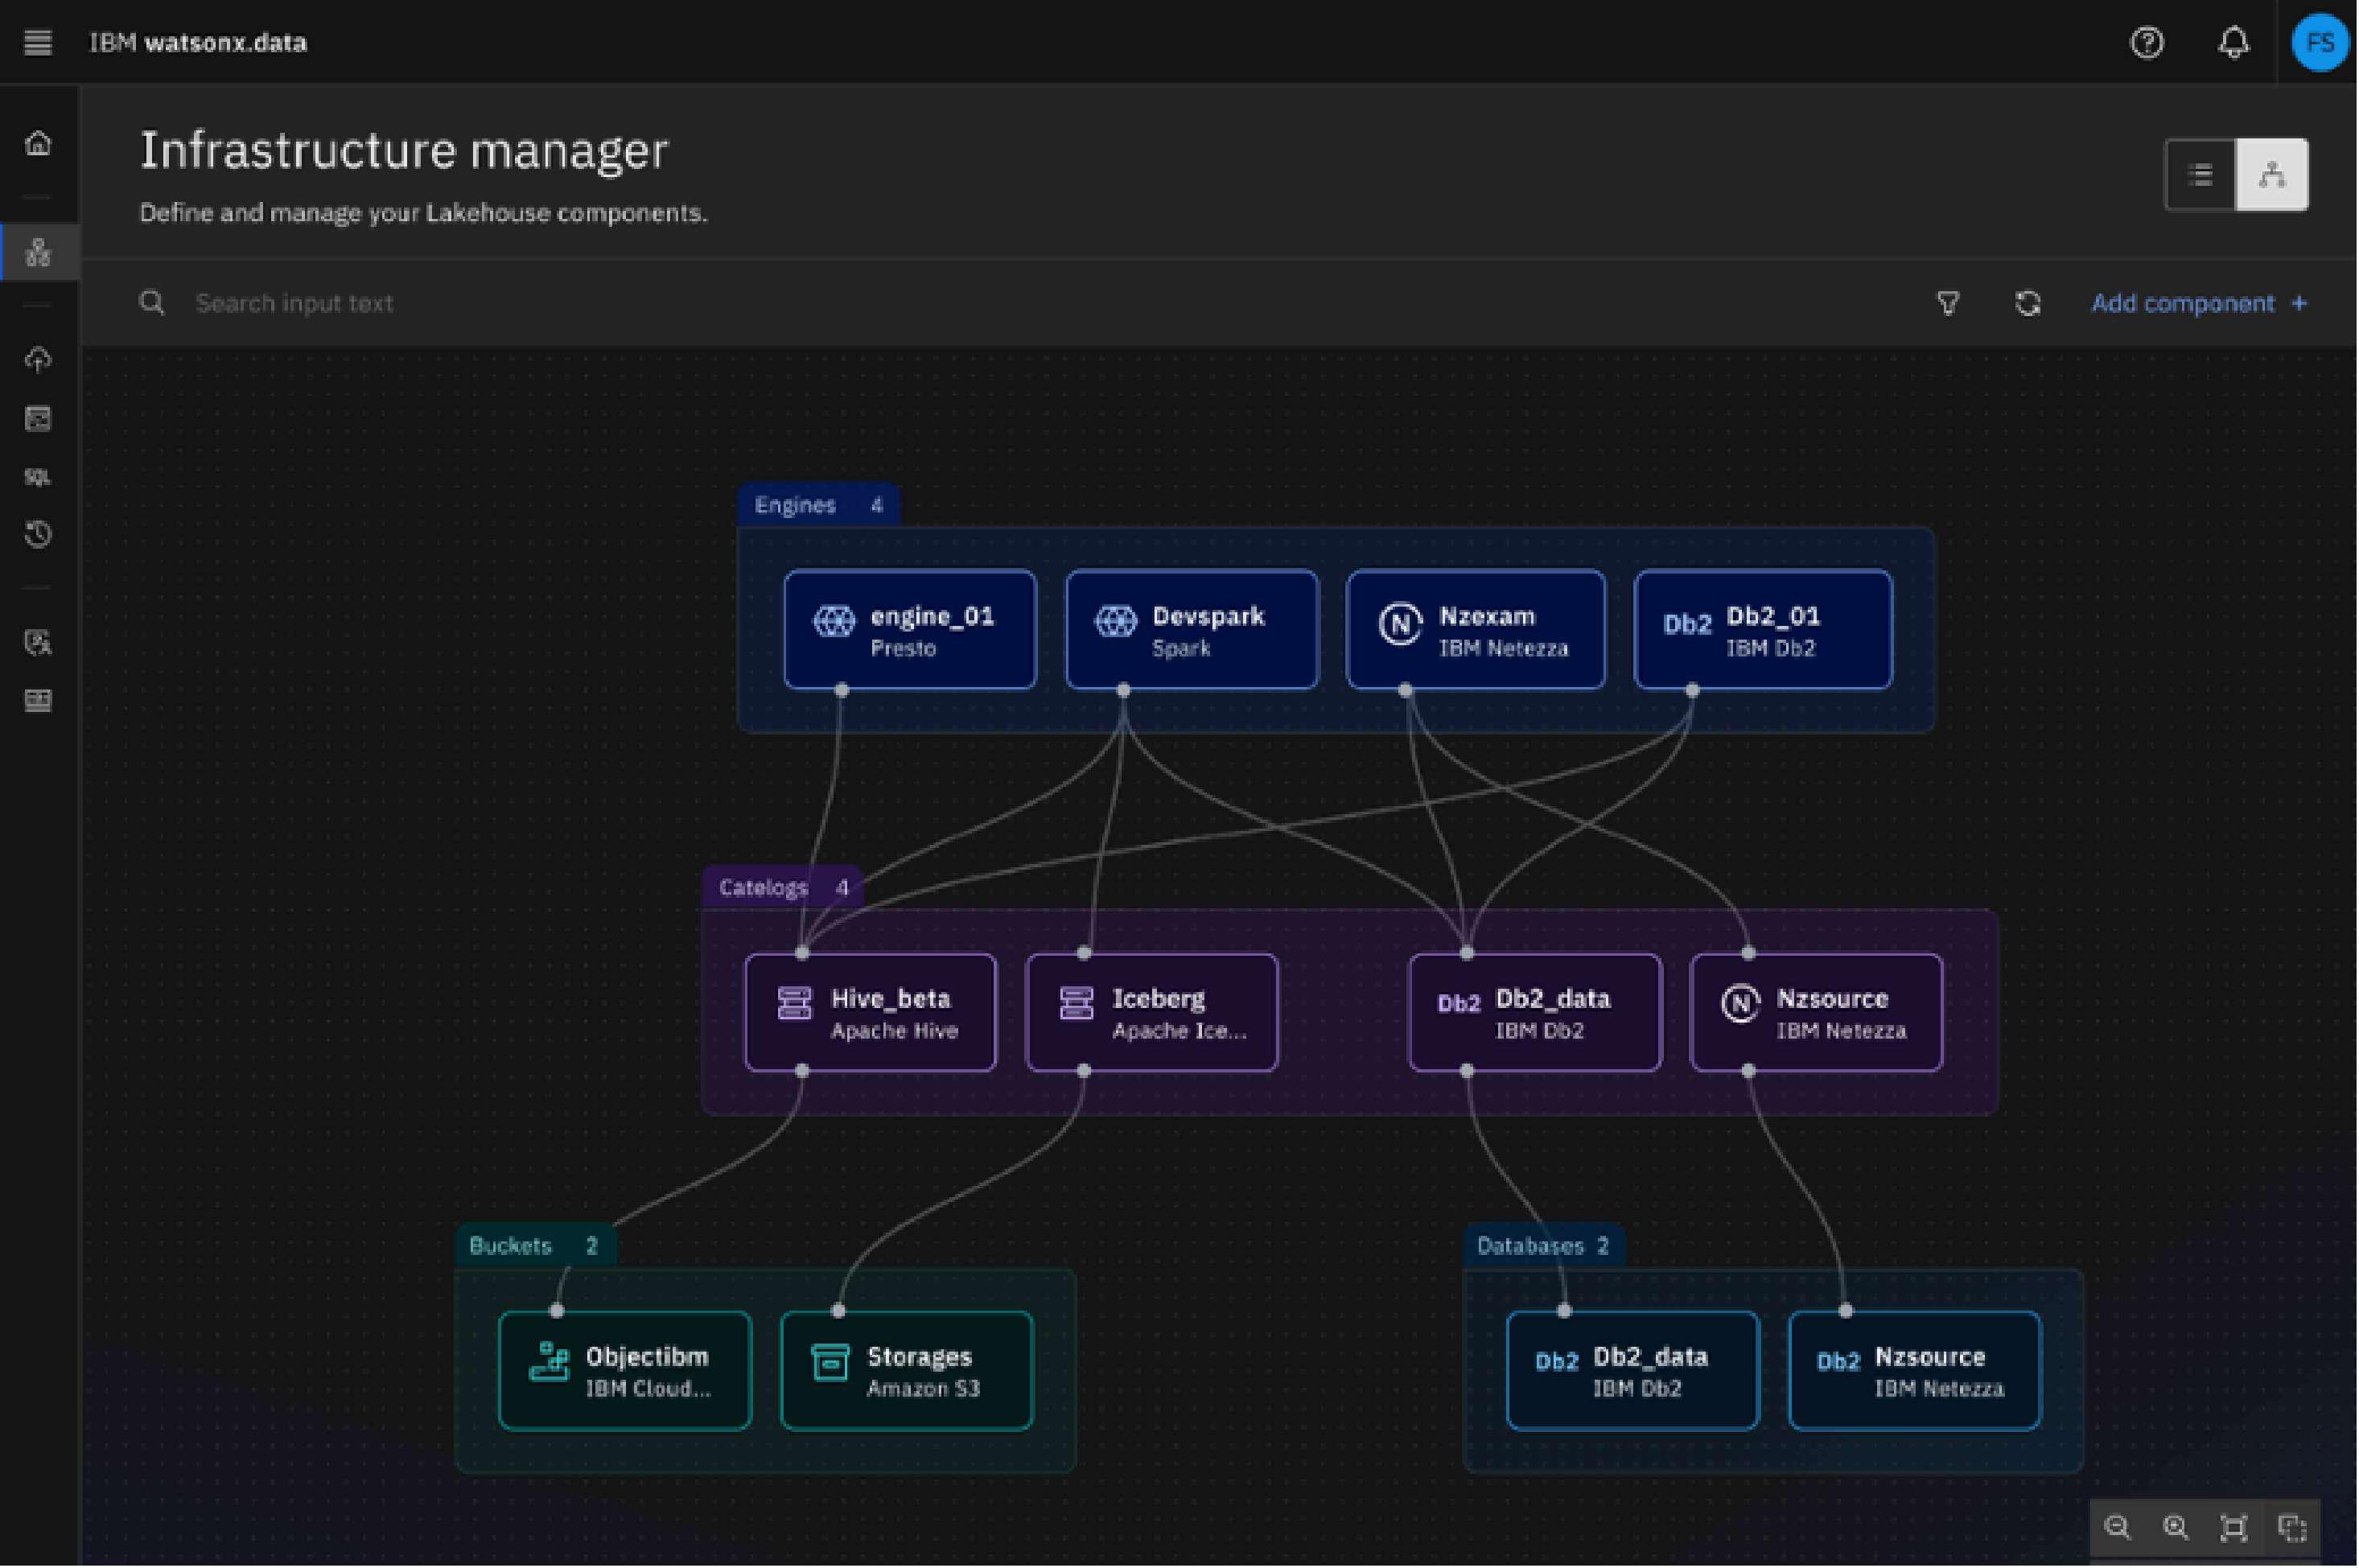 IBM watsonx.data
FS
Infrastructure manager
Define and manage your Lakehouse components.
Search input text
Add component +
SQL
Engines 4
engine_01
Presto
Devspark
Spark
N
Nzexam
IBM Netezza
Db2
Db2_01
IBM Db2
Catelogs 4
Hive_beta
Apache Hive
Iceberg
Apache Ice...
Db2
Db2_data
IBM Db2
N
Nzsource
IBM Netezza
Buckets 2
Objectibm
IBM Cloud...
Storages
Amazon S3
Databases 2
Db2
Db2_data
IBM Db2
Db2
Nzsource
IBM Netezza